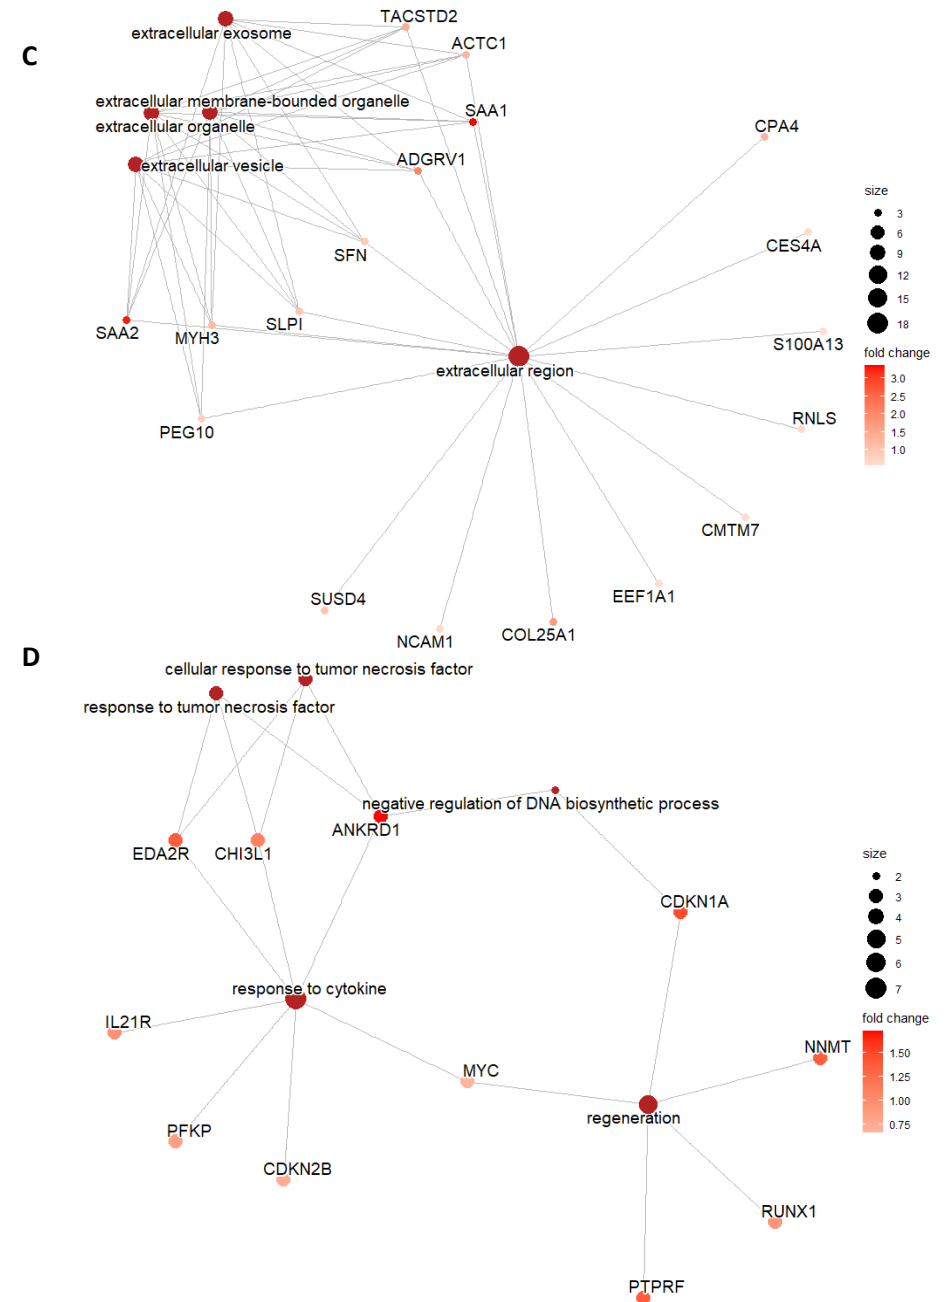 C
TACSTD2
extracellular exosome
ACTC1
extracellular membrane-bounded organelle
SAA1
extracellular organelle
CPA4
ADGRV1
extracellular vesicle
size
3
6
CES4A
9
SFN
12
15
SLPI
18
SAA2
MYH3
S100A13
fold change
extracellular region
3.0
2.5
2.0
RNLS
1.5
PEG10
1.0
CMTM7
EEF1A1
SUSD4
COL25A1
NCAM1
D
cellular response to tumor necrosis factor
response to tumor necrosis factor
negative regulation of DNA biosynthetic process
ANKRD1
EDA2R
CHI3L1
size
2
3
CDKN1A
4
5
6
response to cytokine
7
IL21R
fold change
NNMT
1.50
MYC
1.25
1.00
regeneration
0.75
PFKP
CDKN2B
RUNX1
PTPRF